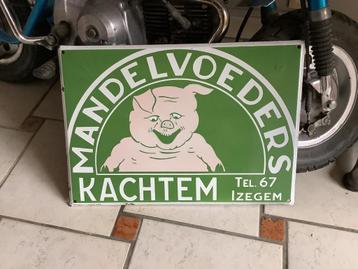 MANDELVOEDERS
KACHTEM
TEL. 67
IZEGEM